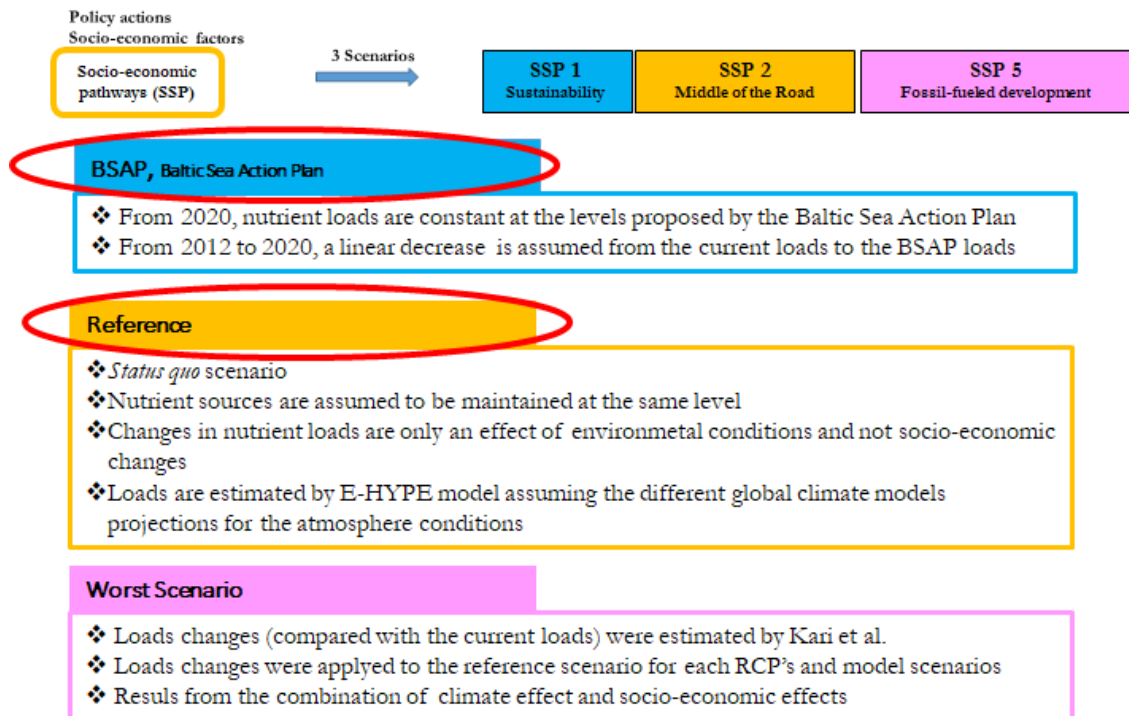 Policy actions
Socio-economic factors
Socio-economic
pathways (SSP)
3 Scenarios
SSP 1
Sustainability
SSP 2
Middle of the Road
SSP 5
Fossil-fueled development
BSAP, Baltic Sea Action Plan
❖ From 2020, nutrient loads are constant at the levels proposed by the Baltic Sea Action Plan
❖ From 2012 to 2020, a linear decrease is assumed from the current loads to the BSAP loads
Reference
❖Status quo scenario
❖Nutrient sources are assumed to be maintained at the same level
❖Changes in nutrient loads are only an effect of environmetal conditions and not socio-economic
changes
❖Loads are estimated by E-HYPE model assuming the different global climate models
projections for the atmosphere conditions
Worst Scenario
❖ Loads changes (compared with the current loads) were estimated by Kari et al.
❖ Loads changes were applyed to the reference scenario for each RCP's and model scenarios
❖ Resuls from the combination of climate effect and socio-economic effects